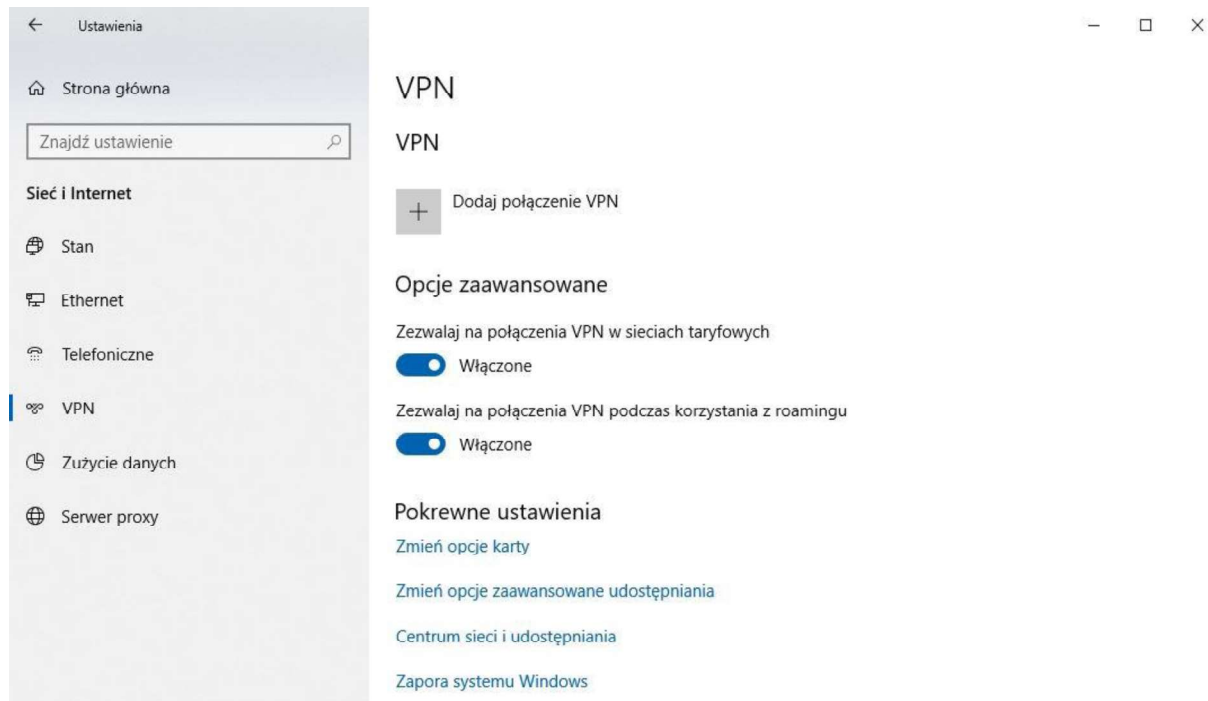 Ustawienia
Strona główna
Znajdź ustawienie
Sieć i Internet
Stan
Ethernet
Telefoniczne
VPN
Zużycie danych
Serwer proxy
VPN
VPN
Dodaj połączenie VPN
Opcje zaawansowane
Zezwalaj na połączenia VPN w sieciach taryfowych
Włączone
Zezwalaj na połączenia VPN podczas korzystania z roamingu
Włączone
Pokrewne ustawienia
Zmień opcje karty
Zmień opcje zaawansowane udostępniania
Centrum sieci i udostępniania
Zapora systemu Windows